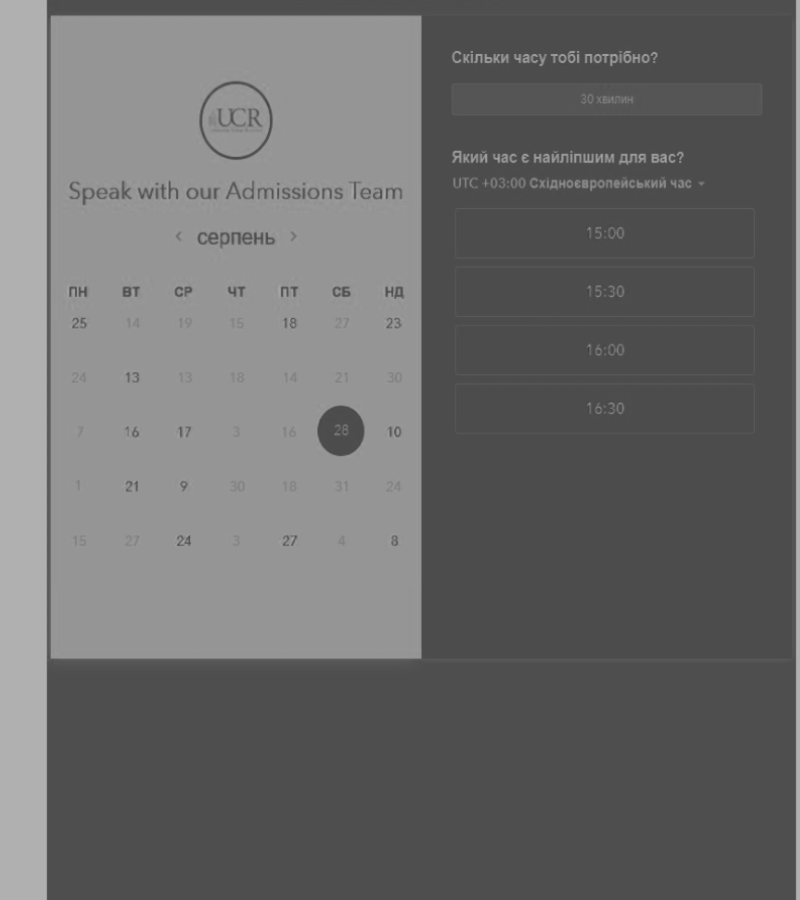 UCR
Speak with our Admissions Team
< серпень >
ПН ВТ СР ЧТ ПТ СБ НД
25 14 19 15 18 27 23
24 13 13 18 14 21 30
7 16 17 3 16 28 10
1 21 9 30 18 31 24
15 27 24 3 27 4 8
Скільки часу тобі потрібно?
30 хвилин
Який час є найліпшим для вас?
UTC +03:00 Східноєвропейський час
15:00
15:30
16:00
16:30